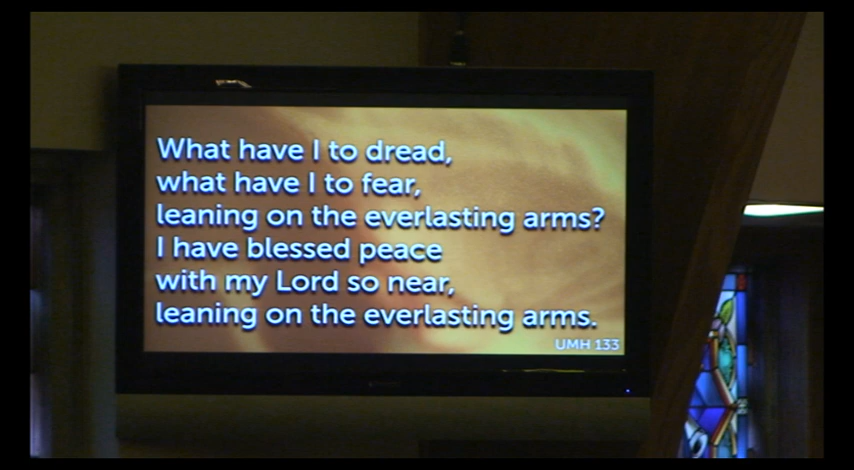 What have I to dread,
what have I to fear,
leaning on the everlasting arms?
I have blessed peace
with my Lord so near,
leaning on the everlasting arms.
UMH 133